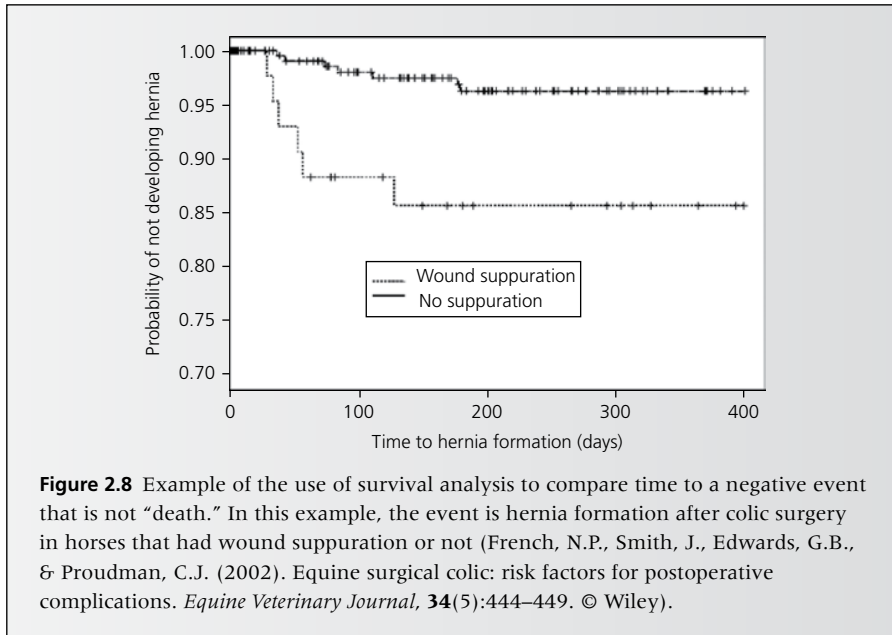 1.00
0.95
0.90
0.85
0.80
0.75
0.70
Probability of not developing hernia
Wound suppuration
No suppuration
0 100 200 300 400
Time to hernia formation (days)
Figure 2.8 Example of the use of survival analysis to compare time to a negative event
that is not “death.” In this example, the event is hernia formation after colic surgery
in horses that had wound suppuration or not (French, N.P., Smith, J., Edwards, G.B.,
& Proudman, C.J. (2002). Equine surgical colic: risk factors for postoperative
complications. Equine Veterinary Journal, 34(5):444–449. © Wiley).